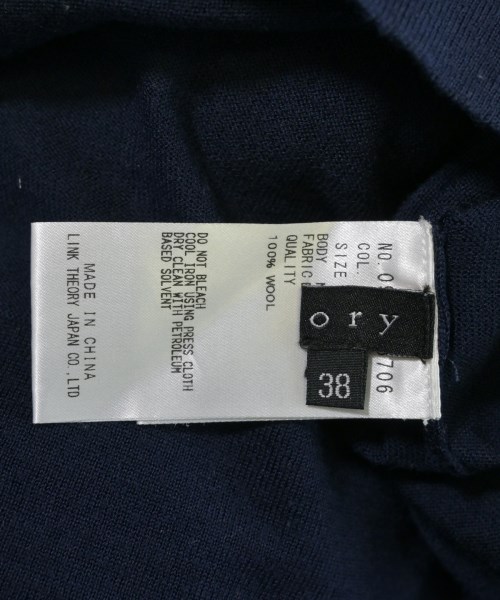 NO. 0
COL.
SIZE
BODY
FABRIC
QUALITY
100% WOOL
DO NOT BLEACH
COOL IRON USING PRESS CLOTH
DRY CLEAN WITH PETROLEUM
BASED SOLVENT
MADE IN CHINA
LINK THEORY JAPAN CO.,LTD
ory
38
706